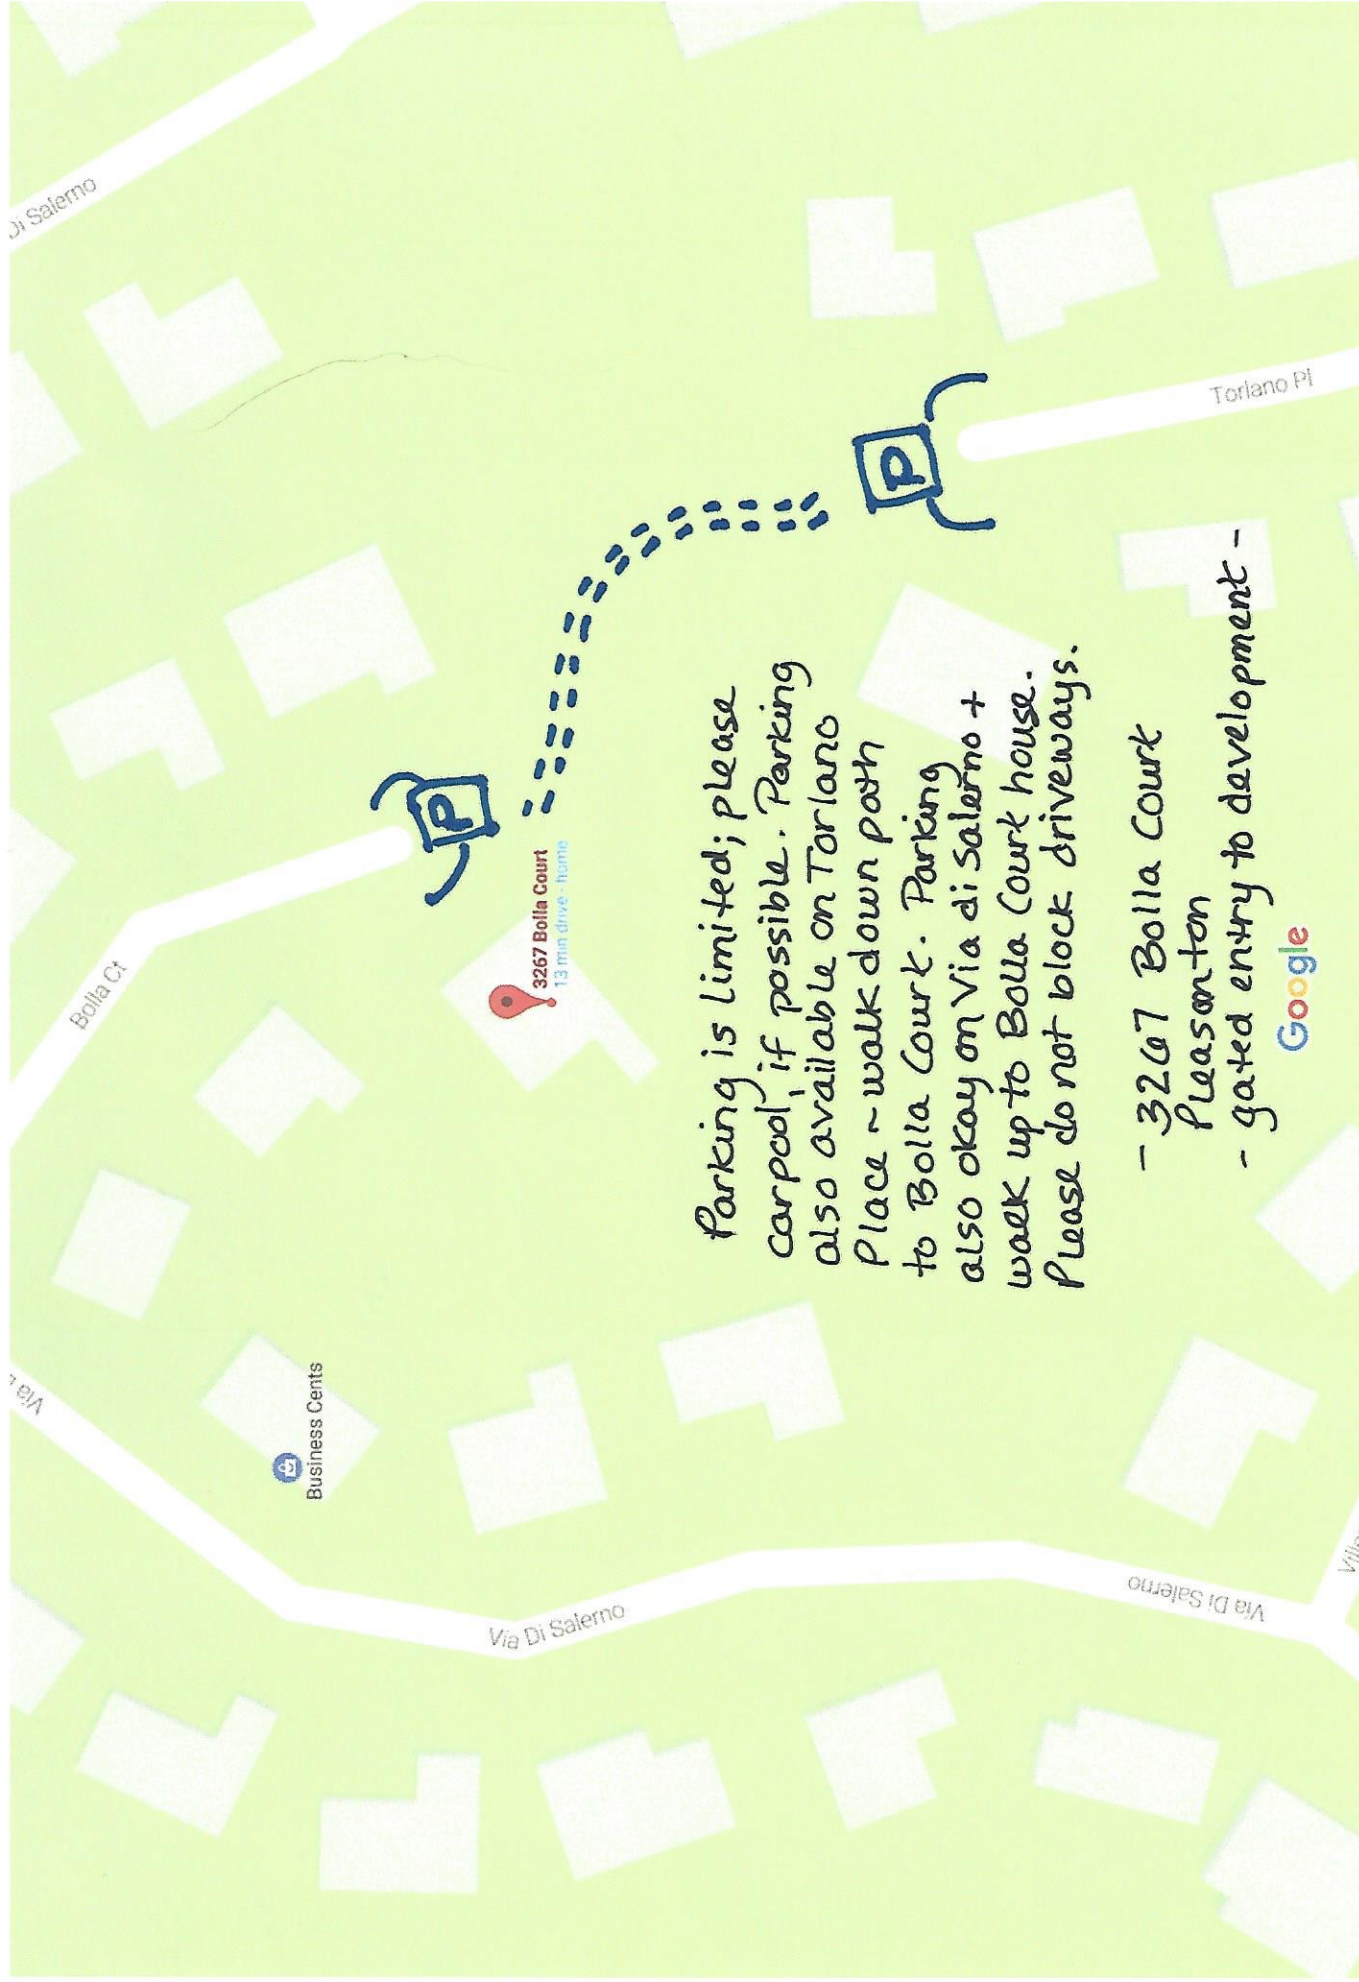 Di Salerno
Bolla Ct
P
3267 Bolla Court
13 min drive - home
P
Torlano Pl
Via D
Business Cents
Via Di Salerno
Via Di Salerno
Parking is limited; please
carpool, if possible. Parking
also available on Torlano
Place ~ walk down path
to Bolla Court. Parking
also okay on Via di Salerno +
walk up to Bolla Court house.
Please do not block driveways.
- 3267 Bolla Court
Pleasanton
- gated entry to development -
Google